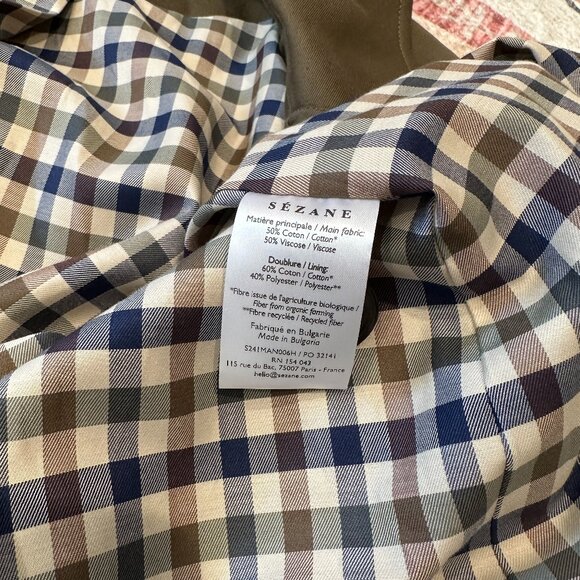 SÉZANE
Matière principale / Main fabric:
50% Coton / Cotton*
50% Viscose / Viscose
Doublure / Lining:
60% Coton / Cotton*
40% Polyester / Polyester**
*Fibre issue de l'agriculture biologique /
Fiber from organic farming
**Fibre recyclée / Recycled fiber
Fabriqué en Bulgarie
Made in Bulgaria
S241MAN006H / PO 32141
RN 154 043
115 rue du Bac, 75007 Paris - France
hello@sezane.com